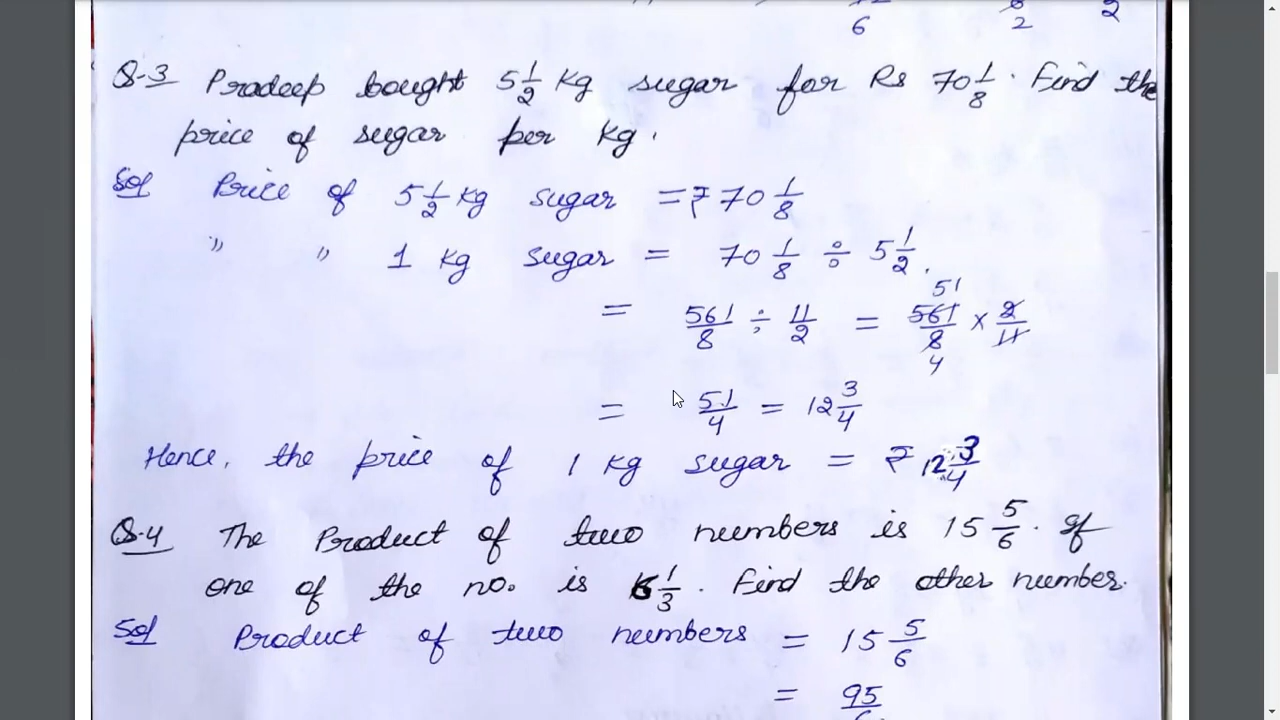 6 2 2
Q-3 Pradeep bought 5 1/2 Kg sugar for Rs 70 1/8. Find the
price of sugar per Kg.
Sol Price of 5 1/2 Kg sugar = ₹ 70 1/8
" " 1 Kg sugar = 70 1/8 ÷ 5 1/2.
= 561/8 ÷ 11/2 = 561/8 × 2/11
51
4
= 51/4 = 12 3/4
Hence, the price of 1 Kg sugar = ₹ 12 3/4
Q.4 The Product of two numbers is 15 5/6. If
one of the no. is 6 1/3. Find the other number.
Sol Product of two numbers = 15 5/6
= 95